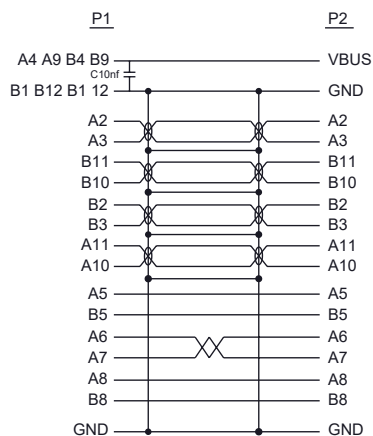 P1 P2
A4 A9 B4 B9 VBUS
C10nf
B1 B12 B1 12 GND
A2 A2
A3 A3
B11 B11
B10 B10
B2 B2
B3 B3
A11 A11
A10 A10
A5 A5
B5 B5
A6 A6
A7 A7
A8 A8
B8 B8
GND GND